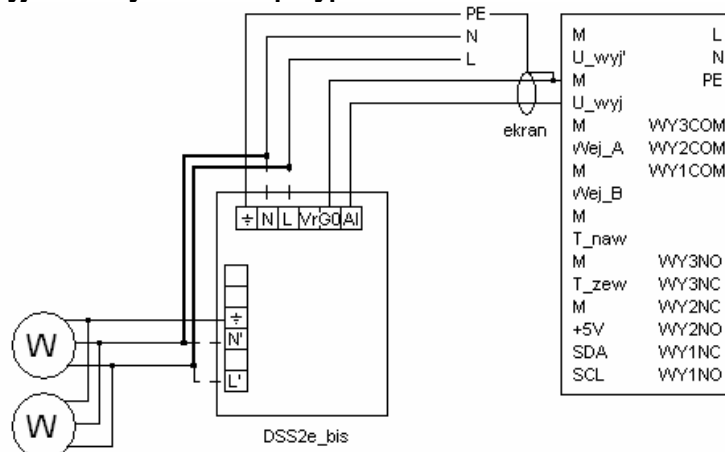 PE
N
L
ekran
M L
U_wyj' N
M PE
U_wyj
M WY3COM
Wej_A WY2COM
M WY1COM
Wej_B
M
T_naw
M WY3NO
T_zew WY3NC
M WY2NC
+5V WY2NO
SDA WY1NC
SCL WY1NO
N L Vr G0 AI
N'
L'
W
W
DSS2e_bis